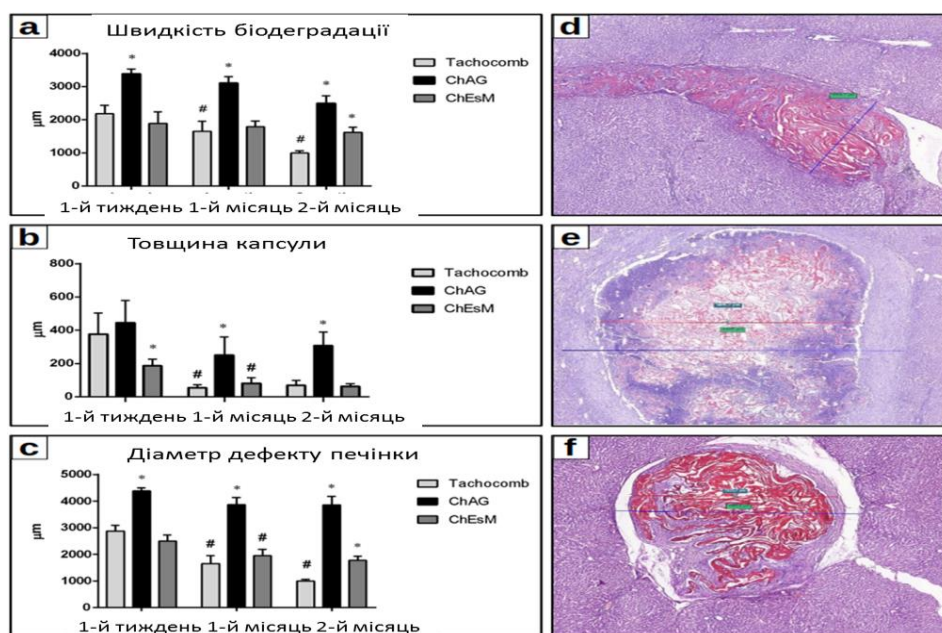 a
Швидкість біодеградації
4000
3000
2000
1000
0
μm
*
#
*
#
*
*
Tachocomb
ChAG
ChEsM
1-й тиждень 1-й місяць 2-й місяць
b
Товщина капсули
800
600
400
200
0
μm
*
#
*
#
*
Tachocomb
ChAG
ChEsM
1-й тиждень 1-й місяць 2-й місяць
c
Діаметр дефекту печінки
5000
4000
3000
2000
1000
0
μm
*
#
*
#
#
*
*
Tachocomb
ChAG
ChEsM
1-й тиждень 1-й місяць 2-й місяць
d
e
f